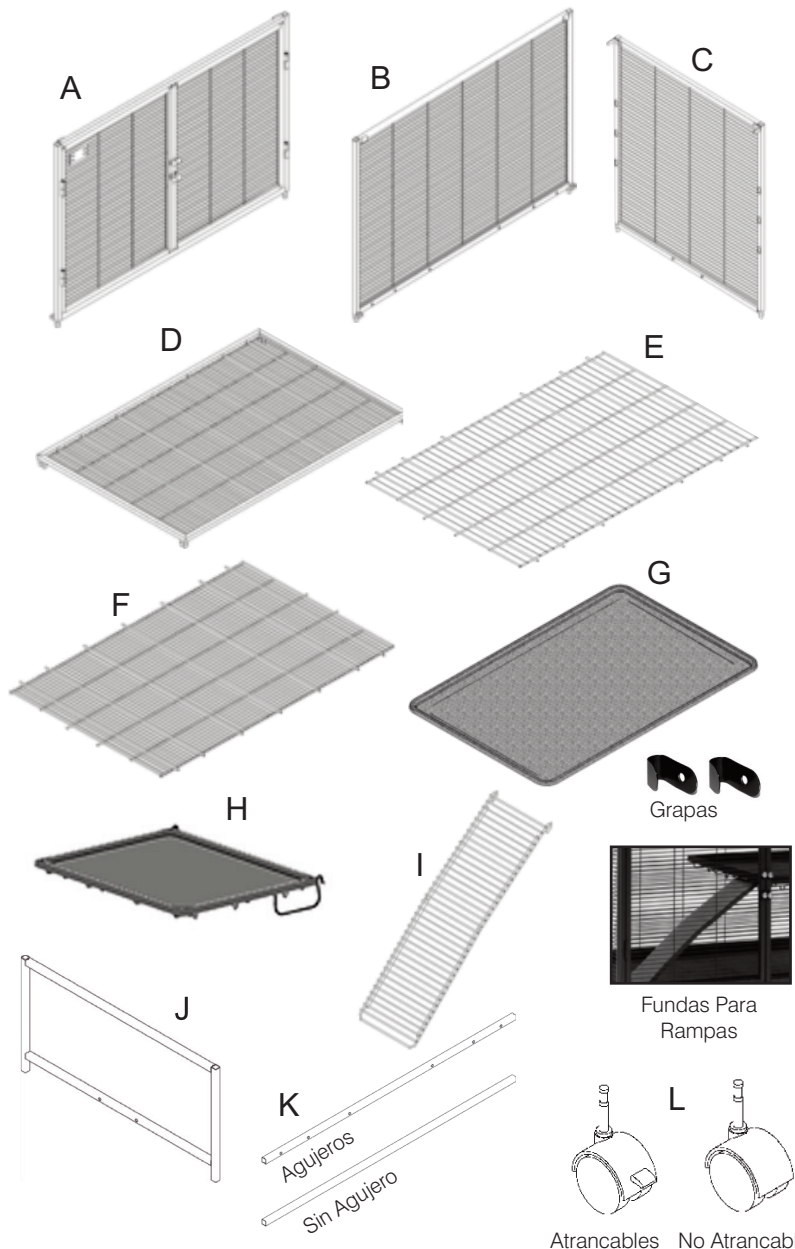 A
B
C
D
E
F
G
Grapas
H
I
Fundas Para
Rampas
J
K
Agujeros
Sin Agujero
L
Atrancables
No Atrancab